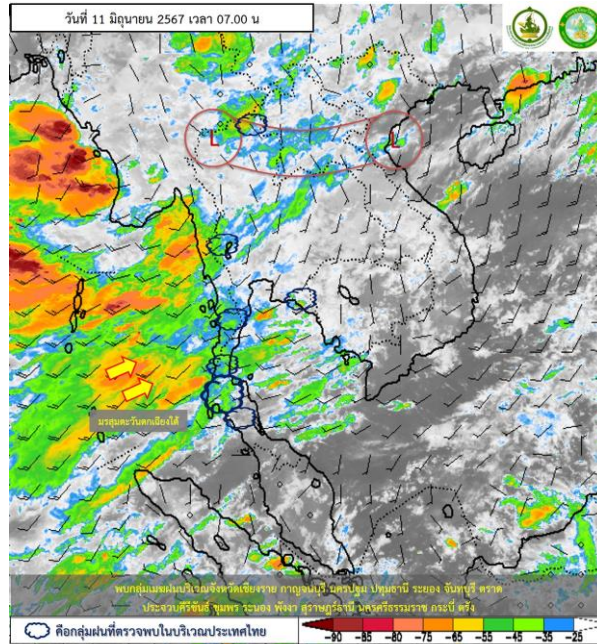 วันที่ 11 มิถุนายน 2567 เวลา 07.00 น
L
L
มรสุมตะวันตกเฉียงใต้
พบกลุ่มเมฆฝนบริเวณจังหวัดเชียงราย กาญจนบุรี นครปฐม ปทุมธานี ระยอง จันทบุรี ตราด
ประจวบคีรีขันธ์ ชุมพร ระนอง พังงา สุราษฎร์ธานี นครศรีธรรมราช กระบี่ ตรัง
คือกลุ่มฝนที่ตรวจพบในบริเวณประเทศไทย
-90 -85 -80 -75 -65 -55 -45 -35 -25